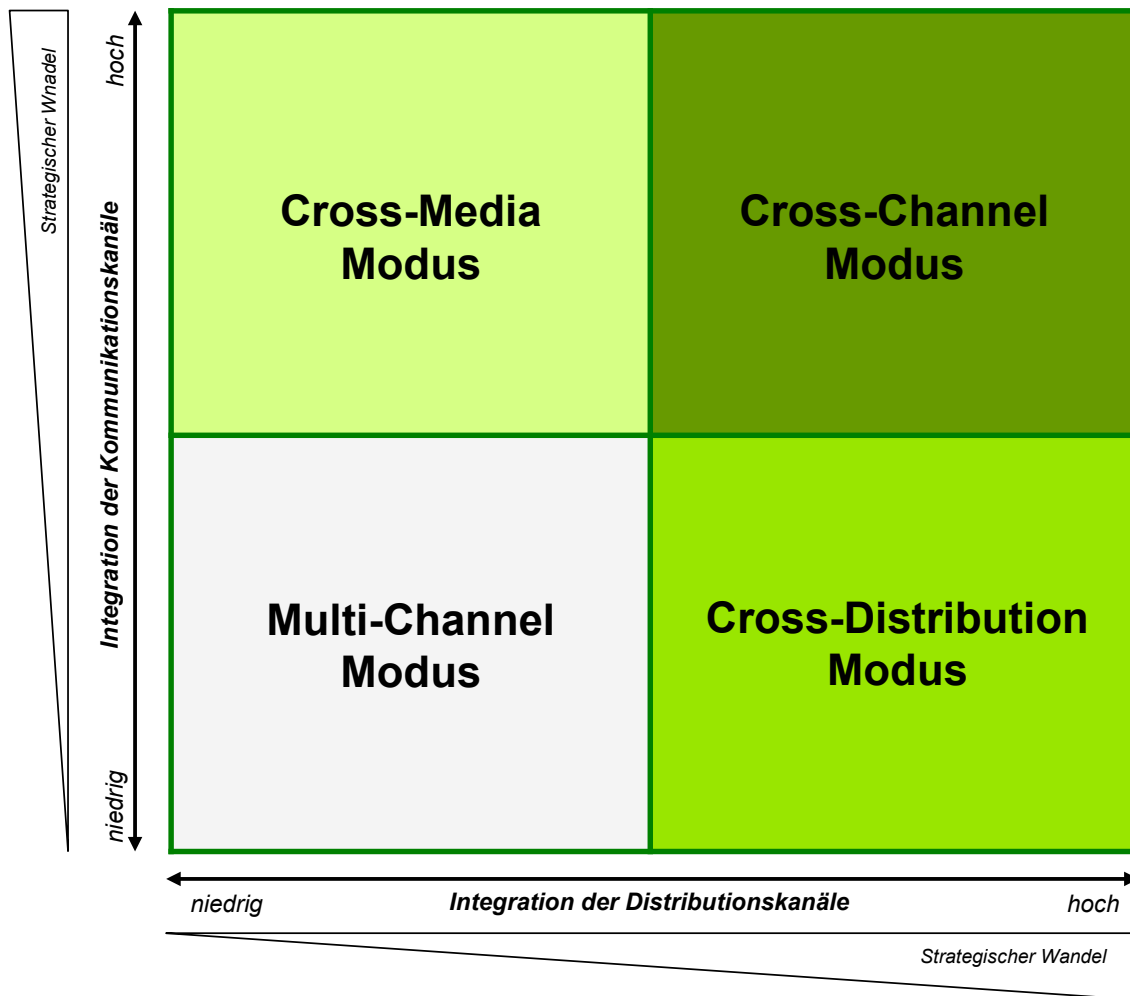 Strategischer Wnadel
hoch
Integration der Kommunikationskanäle
niedrig
Cross-Media
Modus
Cross-Channel
Modus
Multi-Channel
Modus
Cross-Distribution
Modus
niedrig
Integration der Distributionskanäle
hoch
Strategischer Wandel